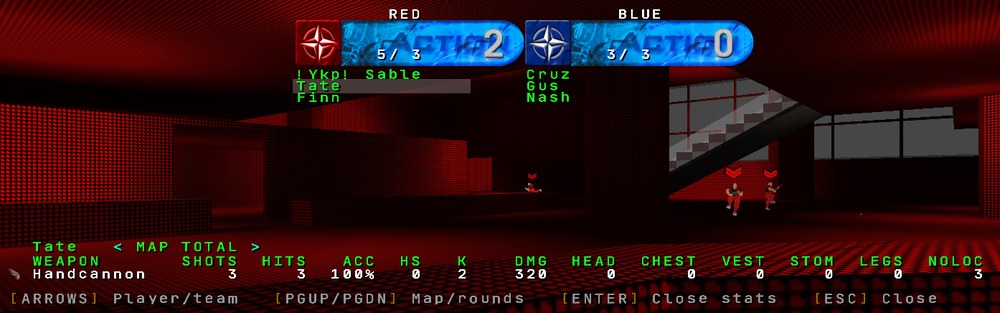 RED BLUE
5/ 3 2 3/ 3 0
!Ykp! Sable Cruz
Tate Gus
Finn Nash
Tate < MAP TOTAL >
WEAPON SHOTS HITS ACC HS K DMG HEAD CHEST VEST STOM LEGS NOLOC
Handcannon 3 3 100% 0 2 320 0 0 0 0 0 3
[ARROWS] Player/team [PGUP/PGDN] Map/rounds [ENTER] Close stats [ESC] Close